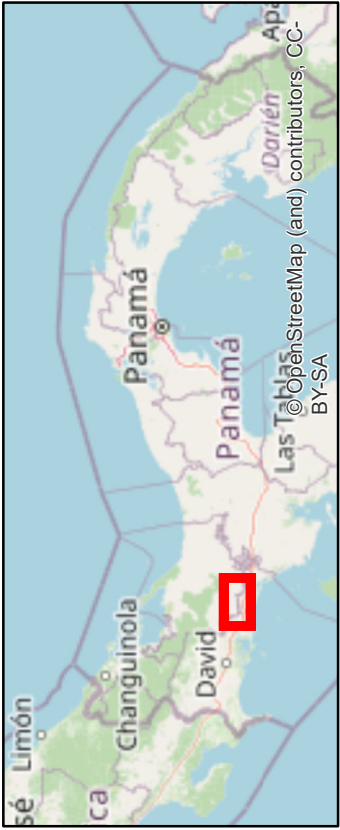 sé
Limón
ca
Changuinola
Panamá
David
Panamá
Darién
Apa
Las Tablas
© OpenStreetMap (and) contributors, CC-
BY-SA